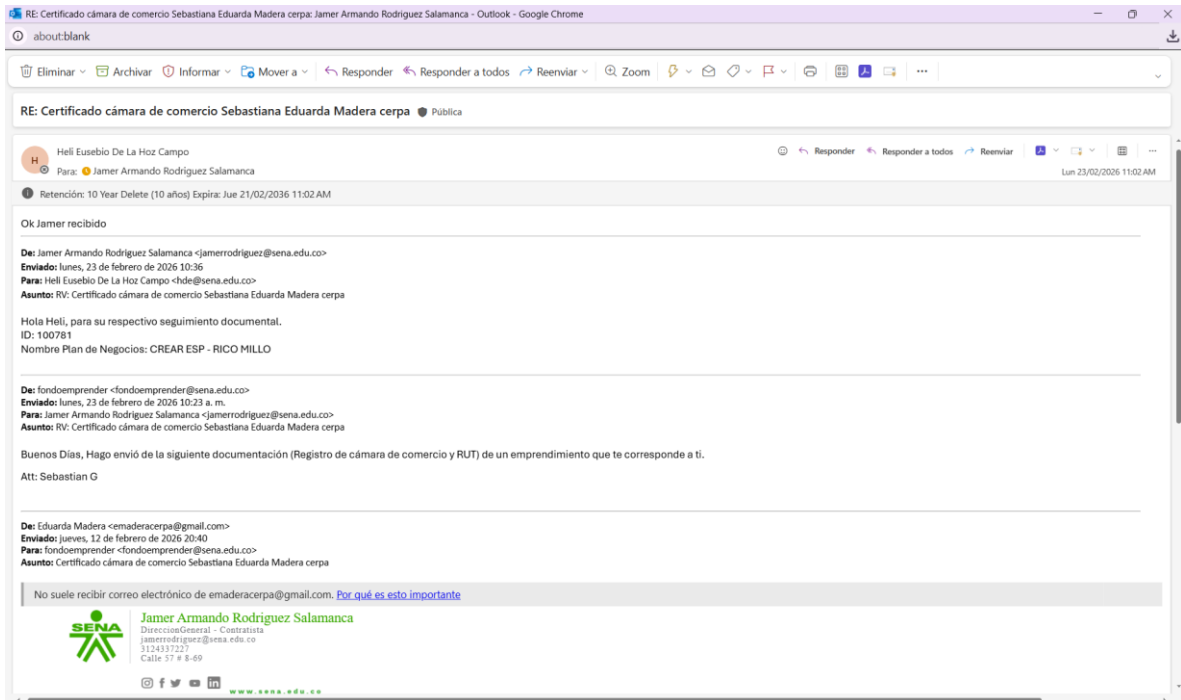 RE: Certificado cámara de comercio Sebastiana Eduarda Madera cerpa: Jamer Armando Rodriguez Salamanca - Outlook - Google Chrome
about:blank
Eliminar Archivar Informar Mover a Responder Responder a todos Reenviar Zoom
RE: Certificado cámara de comercio Sebastiana Eduarda Madera cerpa Pública
H
Heli Eusebio De La Hoz Campo
Responder Responder a todos Reenviar
Para: Jamer Armando Rodriguez Salamanca
Lun 23/02/2026 11:02 AM
Retención: 10 Year Delete (10 años) Expira: Jue 21/02/2036 11:02 AM
Ok Jamer recibido
De: Jamer Armando Rodriguez Salamanca <jamerrodriguez@sena.edu.co>
Enviado: lunes, 23 de febrero de 2026 10:36
Para: Heli Eusebio De La Hoz Campo <hde@sena.edu.co>
Asunto: RV: Certificado cámara de comercio Sebastiana Eduarda Madera cerpa
Hola Heli, para su respectivo seguimiento documental.
ID: 100781
Nombre Plan de Negocios: CREAR ESP - RICO MILLO
De: fondoemprender <fondoemprender@sena.edu.co>
Enviado: lunes, 23 de febrero de 2026 10:23 a. m.
Para: Jamer Armando Rodriguez Salamanca <jamerrodriguez@sena.edu.co>
Asunto: RV: Certificado cámara de comercio Sebastiana Eduarda Madera cerpa
Buenos Días, Hago envió de la siguiente documentación (Registro de cámara de comercio y RUT) de un emprendimiento que te corresponde a ti.
Att: Sebastian G
De: Eduarda Madera <emaderacerpa@gmail.com>
Enviado: jueves, 12 de febrero de 2026 20:40
Para: fondoemprender <fondoemprender@sena.edu.co>
Asunto: Certificado cámara de comercio Sebastiana Eduarda Madera cerpa
No suele recibir correo electrónico de emaderacerpa@gmail.com. Por qué es esto importante
SENA
Jamer Armando Rodriguez Salamanca
DireccionGeneral - Contratista
jamerrodriguez@sena.edu.co
3124337227
Calle 57 # 8-69
www.sena.edu.co